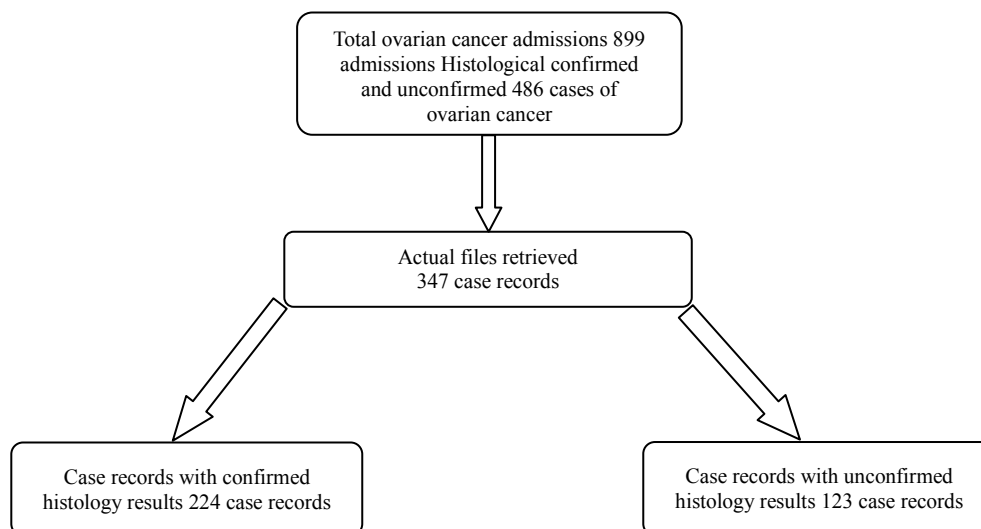 Total ovarian cancer admissions 899
admissions Histological confirmed
and unconfirmed 486 cases of
ovarian cancer
Actual files retrieved
347 case records
Case records with confirmed
histology results 224 case records
Case records with unconfirmed
histology results 123 case records